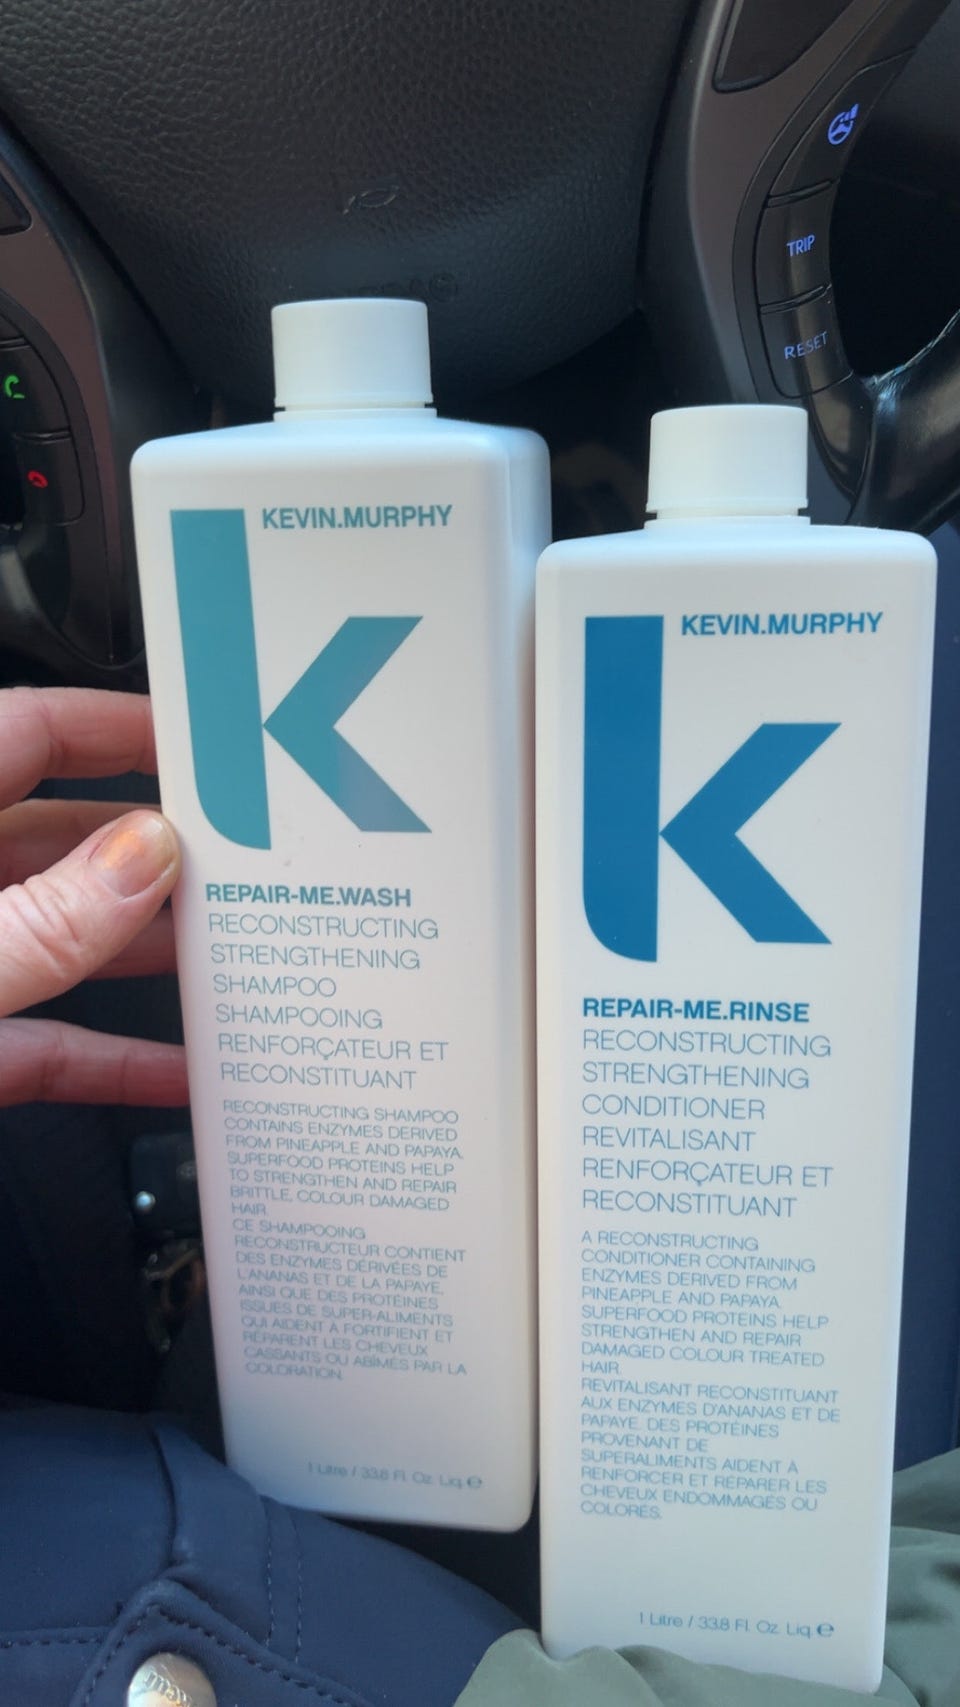 TRIP
RESET
KEVIN.MURPHY
REPAIR-ME.WASH
RECONSTRUCTING
STRENGTHENING
SHAMPOO
SHAMPOOING
RENFORÇATEUR ET
RECONSTITUANT
RECONSTRUCTING SHAMPOO
CONTAINS ENZYMES DERIVED
FROM PINEAPPLE AND PAPAYA.
SUPERFOOD PROTEINS HELP
TO STRENGTHEN AND REPAIR
BRITTLE, COLOUR DAMAGED
HAIR.
CE SHAMPOOING
RECONSTRUCTEUR CONTIENT
DES ENZYMES DÉRIVÉES DE
L'ANANAS ET DE LA PAPAYE,
AINSI QUE DES PROTÉINES
ISSUES DE SUPER-ALIMENTS
QUI AIDENT A FORTIFIENT ET
RÉPARENT LES CHEVEUX
CASSANTS OU ABÎMÉS PAR LA
COLORATION.
1 Litre / 33.8 Fl. Oz. Liq. e
KEVIN.MURPHY
REPAIR-ME.RINSE
RECONSTRUCTING
STRENGTHENING
CONDITIONER
REVITALISANT
RENFORÇATEUR ET
RECONSTITUANT
A RECONSTRUCTING
CONDITIONER CONTAINING
ENZYMES DERIVED FROM
PINEAPPLE AND PAPAYA.
SUPERFOOD PROTEINS HELP
STRENGTHEN AND REPAIR
DAMAGED COLOUR TREATED
HAIR.
REVITALISANT RECONSTITUANT
AUX ENZYMES D'ANANAS ET DE
PAPAYE. DES PROTÉINES
PROVENANT DE
SUPERALIMENTS AIDENT À
RENFORCER ET RÉPARER LES
CHEVEUX ENDOMMAGÉS OU
COLORÉS.
1 Litre / 33.8 Fl. Oz. Liq. e